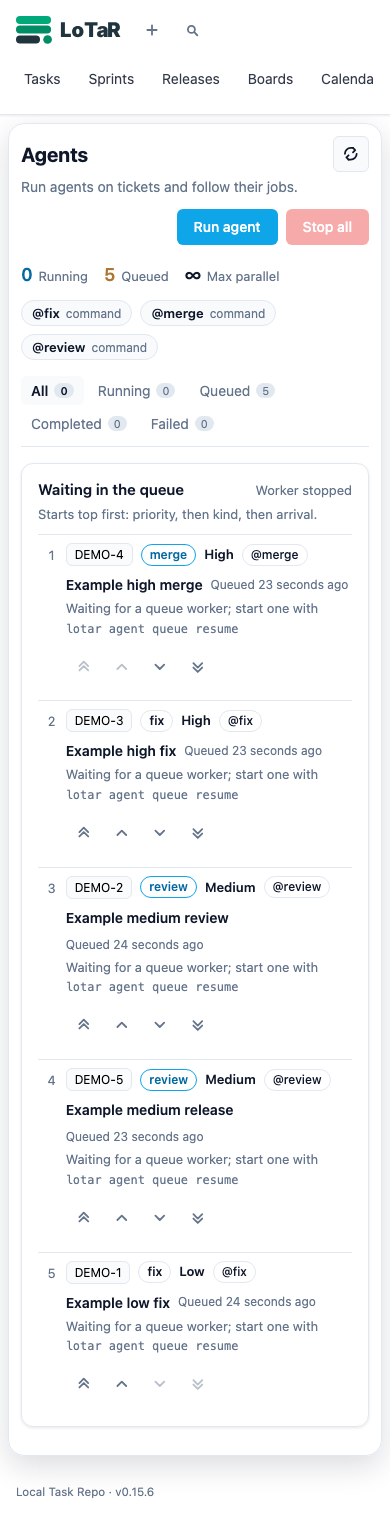 LoTaR
Tasks Sprints Releases Boards Calenda
Agents
Run agents on tickets and follow their jobs.
Run agent Stop all
0 Running 5 Queued ∞ Max parallel
@fix command @merge command
@review command
All 0 Running 0 Queued 5
Completed 0 Failed 0
Waiting in the queue Worker stopped
Starts top first: priority, then kind, then arrival.
1 DEMO-4 merge High @merge
Example high merge Queued 23 seconds ago
Waiting for a queue worker; start one with
lotar agent queue resume
2 DEMO-3 fix High @fix
Example high fix Queued 23 seconds ago
Waiting for a queue worker; start one with
lotar agent queue resume
3 DEMO-2 review Medium @review
Example medium review
Queued 24 seconds ago
Waiting for a queue worker; start one with
lotar agent queue resume
4 DEMO-5 review Medium @review
Example medium release
Queued 23 seconds ago
Waiting for a queue worker; start one with
lotar agent queue resume
5 DEMO-1 fix Low @fix
Example low fix Queued 24 seconds ago
Waiting for a queue worker; start one with
lotar agent queue resume
Local Task Repo · v0.15.6